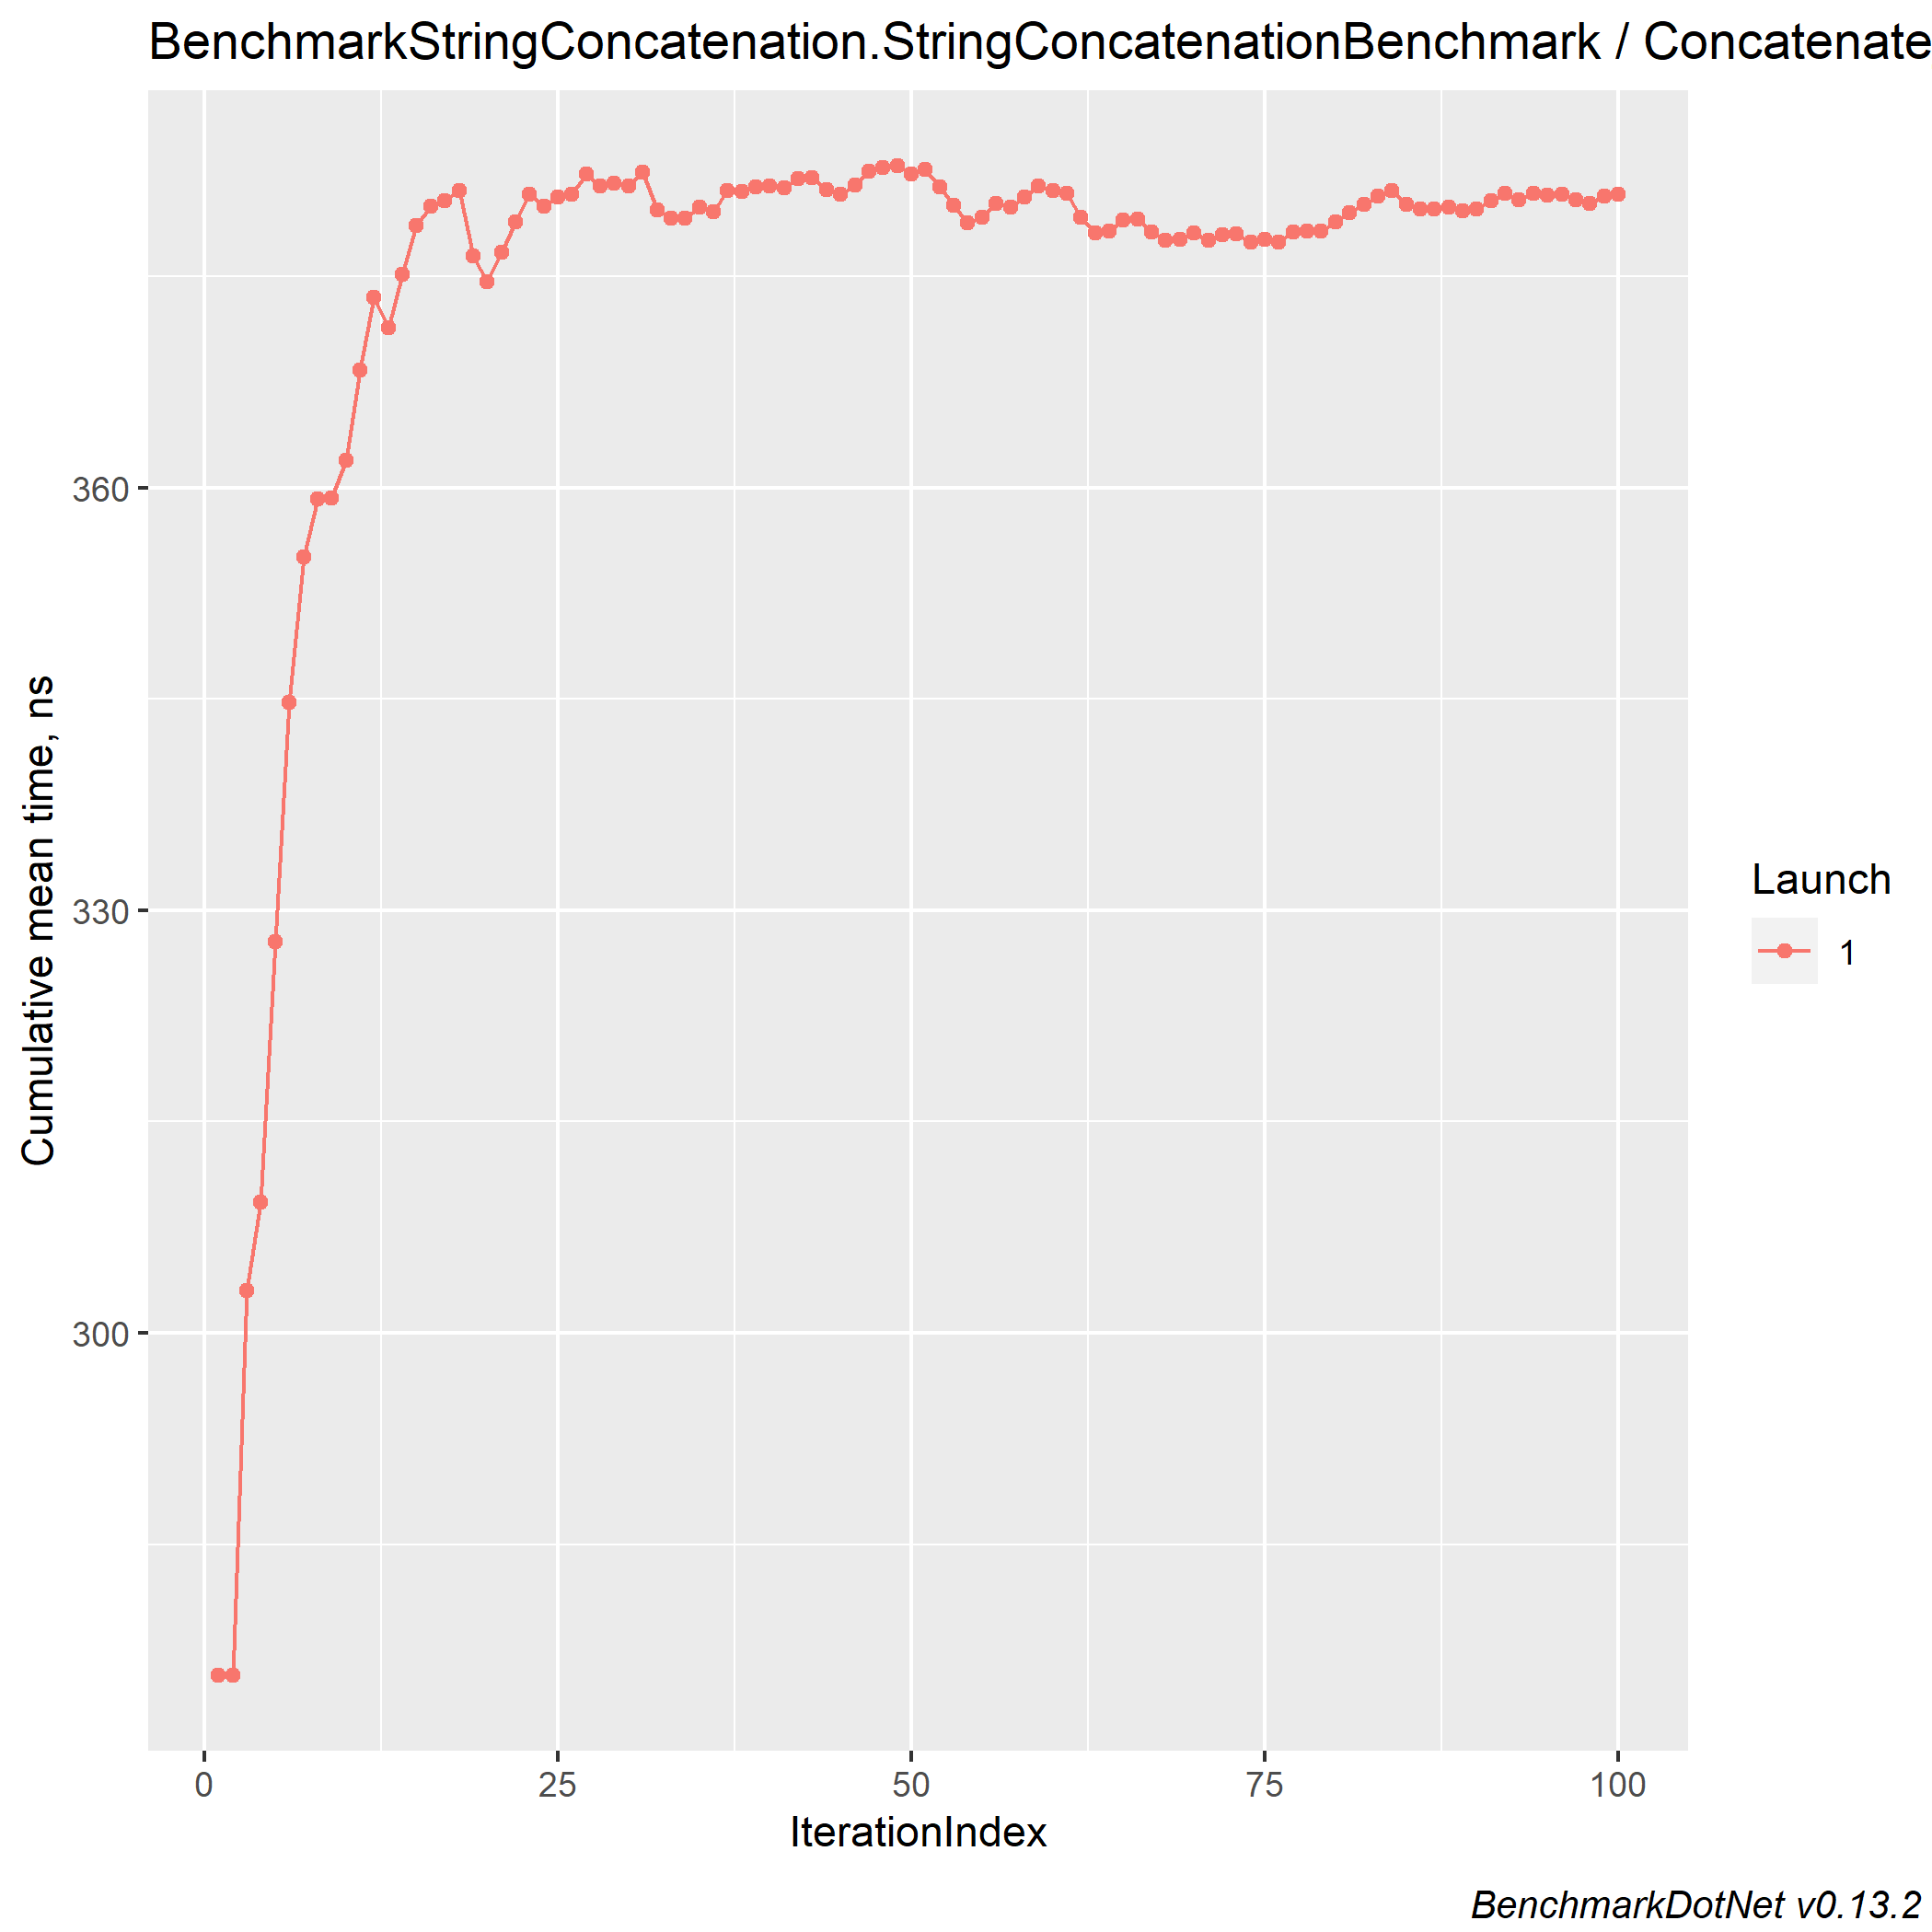 BenchmarkStringConcatenation.StringConcatenationBenchmark / Concatenate
360
330
300
Cumulative mean time, ns
0 25 50 75 100
IterationIndex
Launch
1
BenchmarkDotNet v0.13.2